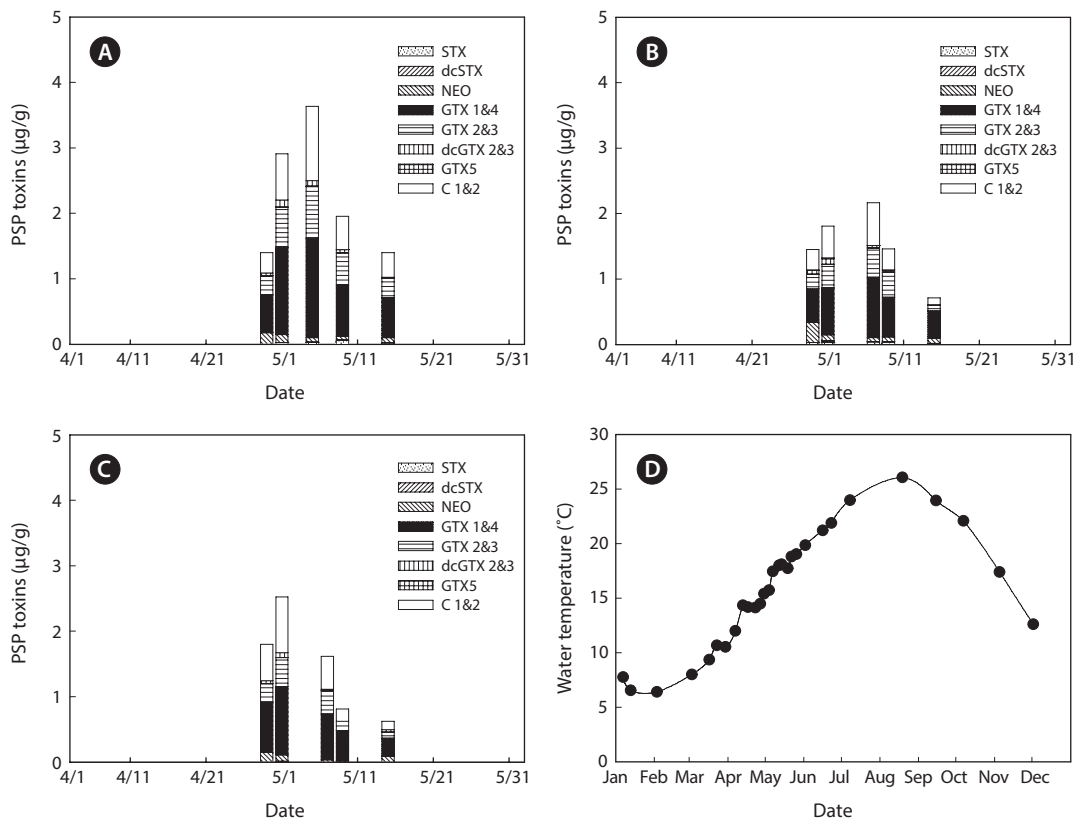 A
PSP toxins (µg/g)
5
4
3
2
1
0
4/1 4/11 4/21 5/1 5/11 5/21 5/31
Date
STX
dcSTX
NEO
GTX 1&4
GTX 2&3
dcGTX 2&3
GTX5
C 1&2
B
PSP toxins (µg/g)
5
4
3
2
1
0
4/1 4/11 4/21 5/1 5/11 5/21 5/31
Date
STX
dcSTX
NEO
GTX 1&4
GTX 2&3
dcGTX 2&3
GTX5
C 1&2
C
PSP toxins (µg/g)
5
4
3
2
1
0
4/1 4/11 4/21 5/1 5/11 5/21 5/31
Date
STX
dcSTX
NEO
GTX 1&4
GTX 2&3
dcGTX 2&3
GTX5
C 1&2
D
Water temperature (˚C)
30
25
20
15
10
5
0
Jan Feb Mar Apr May Jun Jul Aug Sep Oct Nov Dec
Date